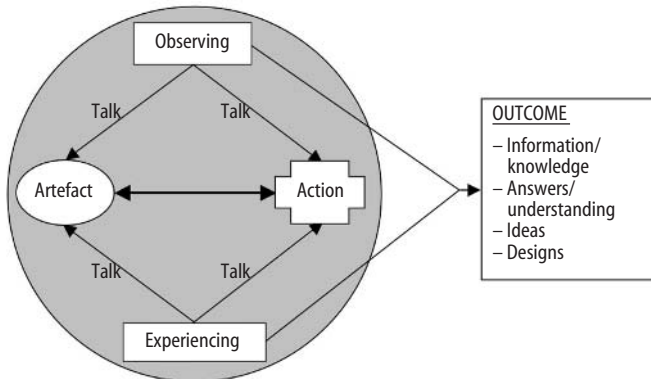 Observing
Talk
Talk
Artefact
Action
Talk
Talk
Experiencing
OUTCOME
– Information/
knowledge
– Answers/
understanding
– Ideas
– Designs